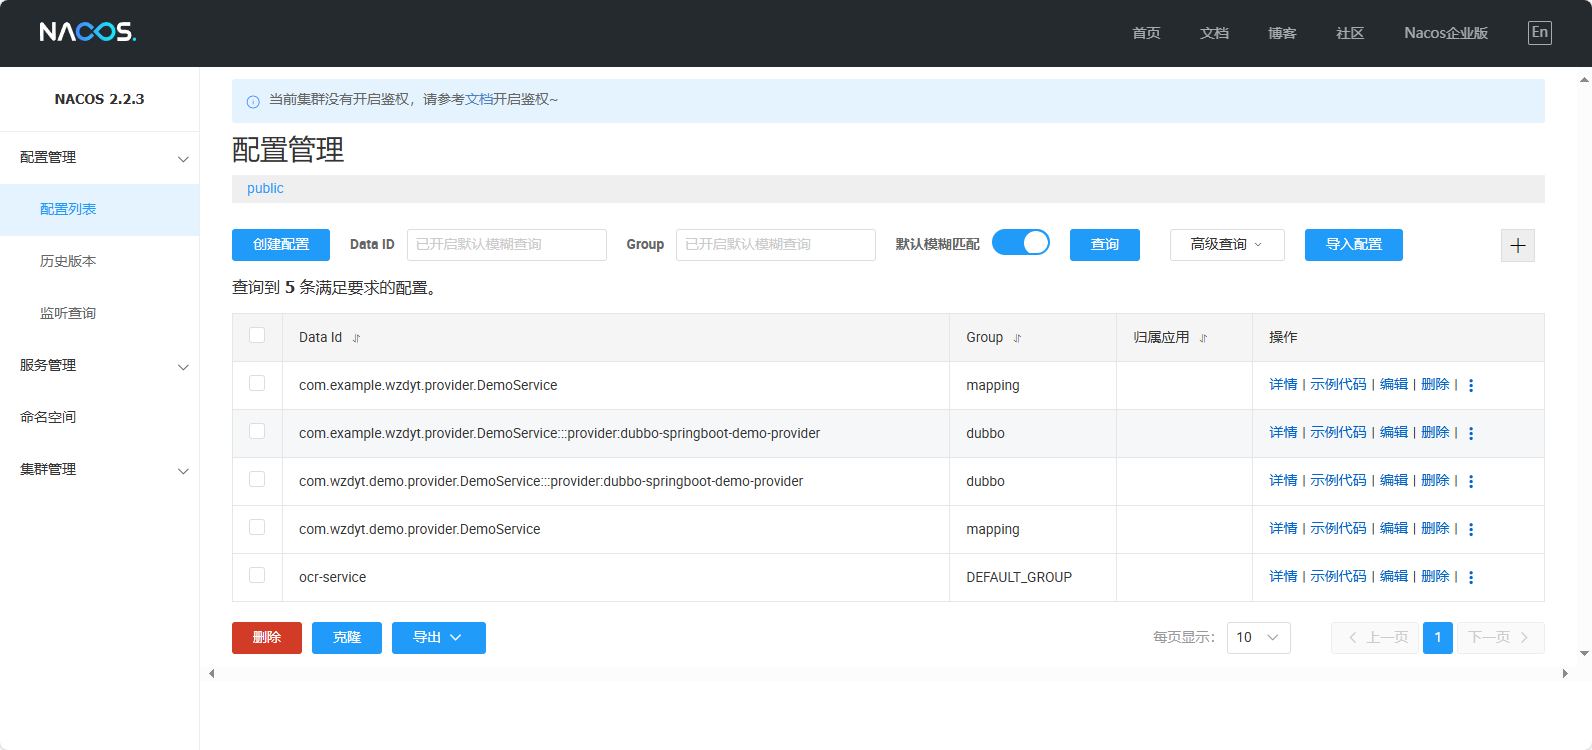 NACOS.
首页 文档 博客 社区 Nacos企业版 En
NACOS 2.2.3
配置管理
配置列表
历史版本
监听查询
服务管理
命名空间
集群管理
当前集群没有开启鉴权，请参考文档开启鉴权~
配置管理
public
创建配置 Data ID 已开启默认模糊查询 Group 已开启默认模糊查询 默认模糊匹配 查询 高级查询 导入配置
查询到 5 条满足要求的配置。
Data Id Group 归属应用 操作
com.example.wzdyt.provider.DemoService mapping 详情 | 示例代码 | 编辑 | 删除 |
com.example.wzdyt.provider.DemoService:::provider:dubbo-springboot-demo-provider dubbo 详情 | 示例代码 | 编辑 | 删除 |
com.wzdyt.demo.provider.DemoService:::provider:dubbo-springboot-demo-provider dubbo 详情 | 示例代码 | 编辑 | 删除 |
com.wzdyt.demo.provider.DemoService mapping 详情 | 示例代码 | 编辑 | 删除 |
ocr-service DEFAULT_GROUP 详情 | 示例代码 | 编辑 | 删除 |
删除 克隆 导出 每页显示: 10 上一页 1 下一页